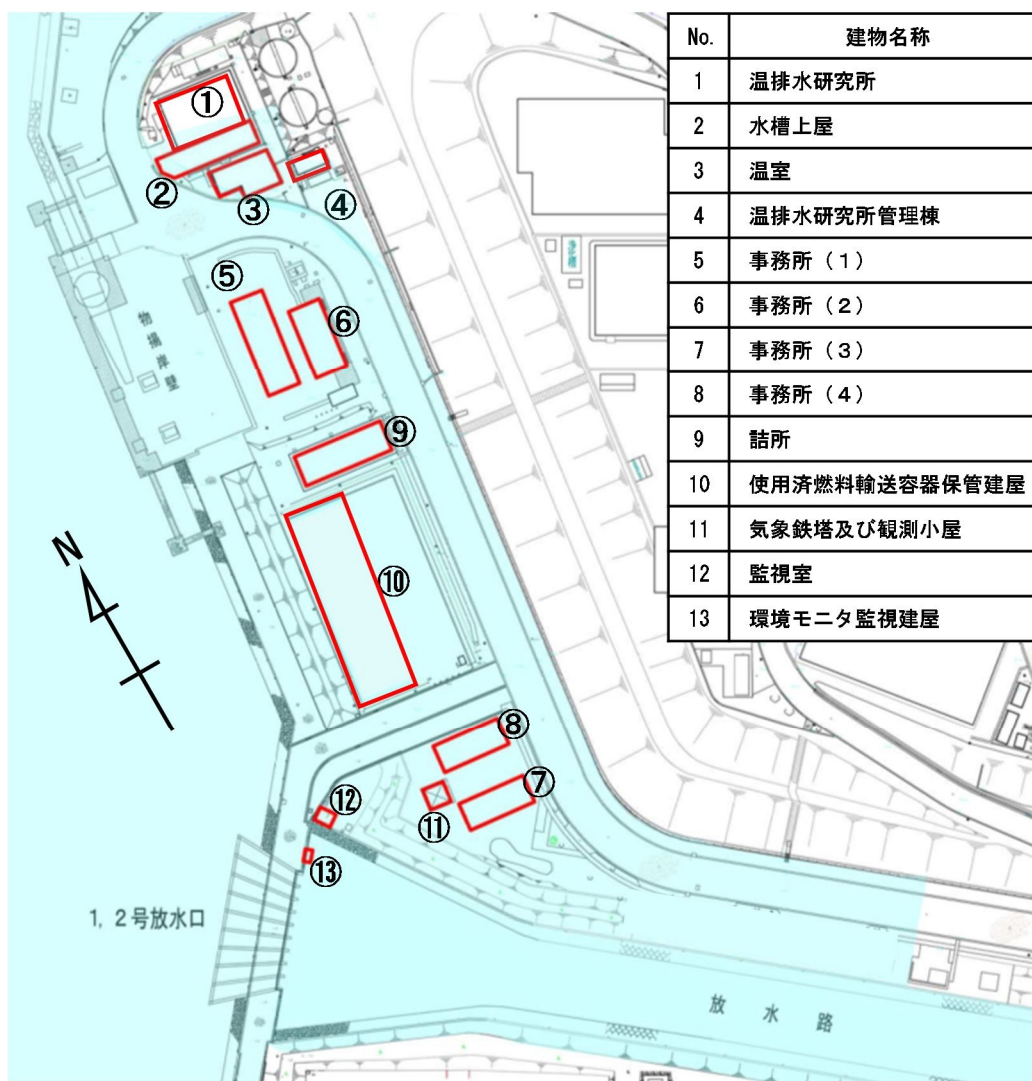 No. 建物名称
1 温排水研究所
2 水槽上屋
3 温室
4 温排水研究所管理棟
5 事務所(1)
6 事務所(2)
7 事務所(3)
8 事務所(4)
9 詰所
10 使用済燃料輸送容器保管建屋
11 気象鉄塔及び観測小屋
12 監視室
13 環境モニタ監視建屋
①
②
③
④
⑤
⑥
物揚岸壁
⑨
N
⑩
⑧
⑦
⑫
⑪
⑬
1,2号放水口
放水路